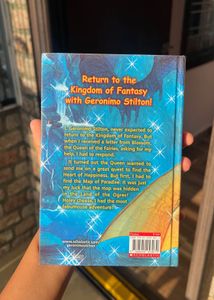 Return to the
Kingdom of Fantasy
with Geronimo Stilton!
I, Geronimo Stilton, never expected to
return to the Kingdom of Fantasy. But
when I received a letter from Blossom,
the Queen of the fairies, asking for my
help, I had to respond.
It turned out the Queen wanted to
send me on a great quest to find the
Heart of Happiness. But first, I had to
find the Map of Paradise. It was just
my luck that the map was hidden
in the Land of the Ogres!
Holey cheese, I had the most
fabumouse adventure!
www.scholastic.com/
geronimostilton
SCHOLASTIC